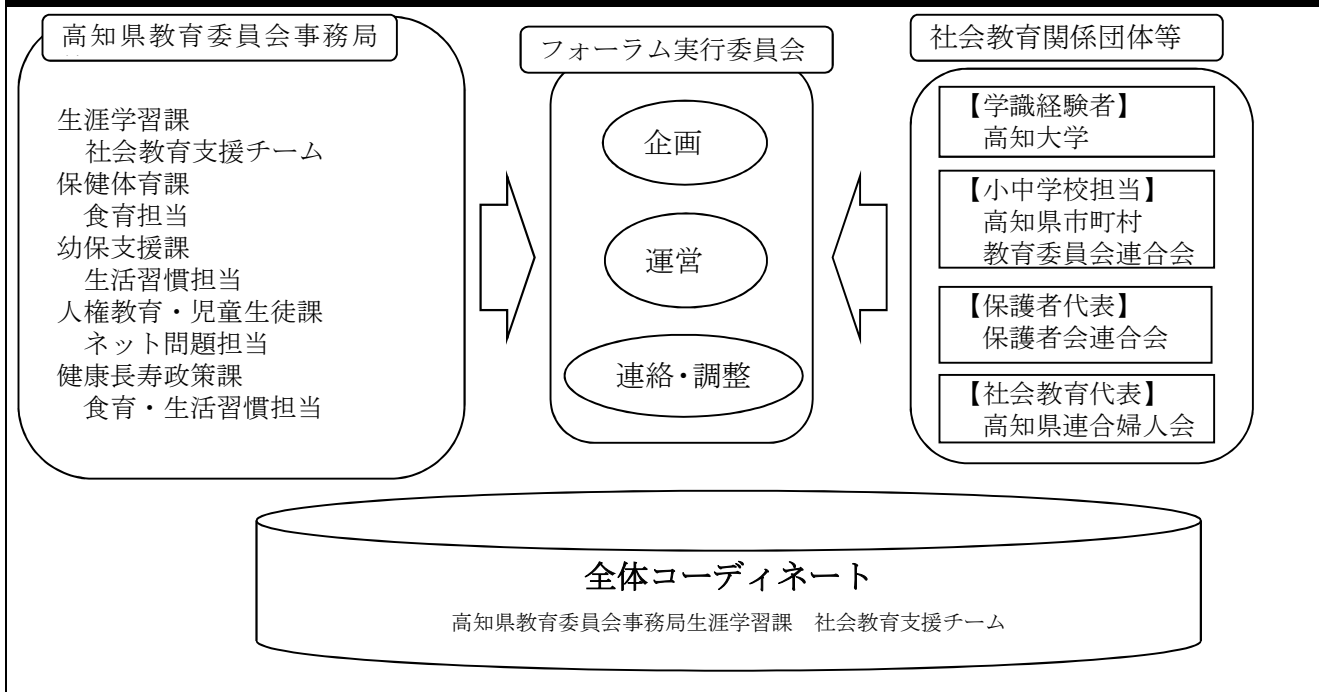 高知県教育委員会事務局
生涯学習課
社会教育支援チーム
保健体育課
食育担当
幼保支援課
生活習慣担当
人権教育・児童生徒課
ネット問題担当
健康長寿政策課
食育・生活習慣担当
フォーラム実行委員会
企画
運営
連絡・調整
社会教育関係団体等
【学識経験者】
高知大学
【小中学校担当】
高知県市町村
教育委員会連合会
【保護者代表】
保護者会連合会
【社会教育代表】
高知県連合婦人会
全体コーディネート
高知県教育委員会事務局生涯学習課　社会教育支援チーム